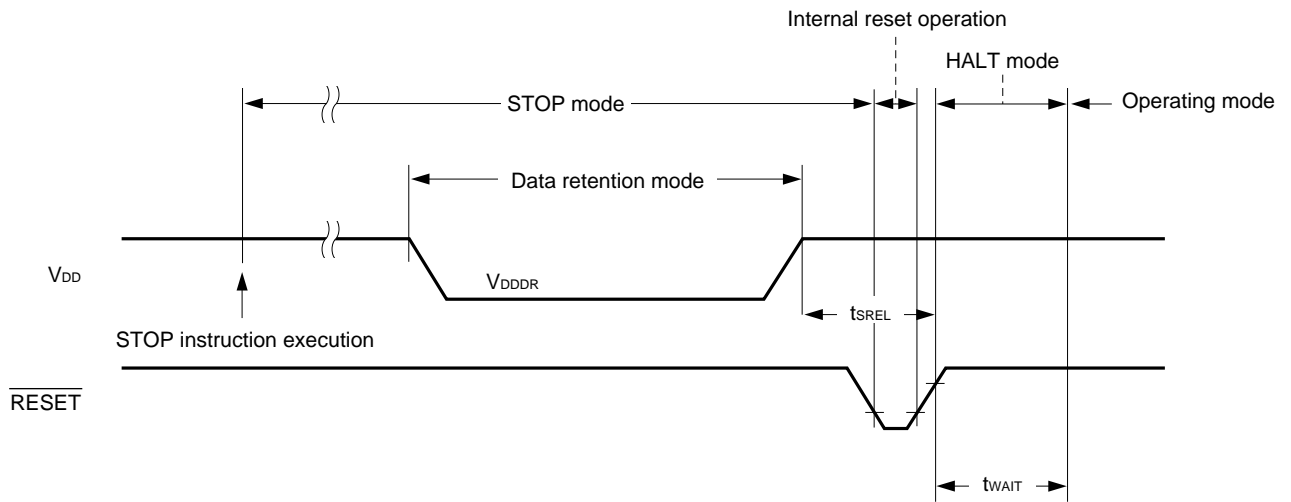 Internal reset operation
HALT mode
STOP mode
Operating mode
Data retention mode
VDD
VDDDR
STOP instruction execution
tSREL
RESET
tWAIT